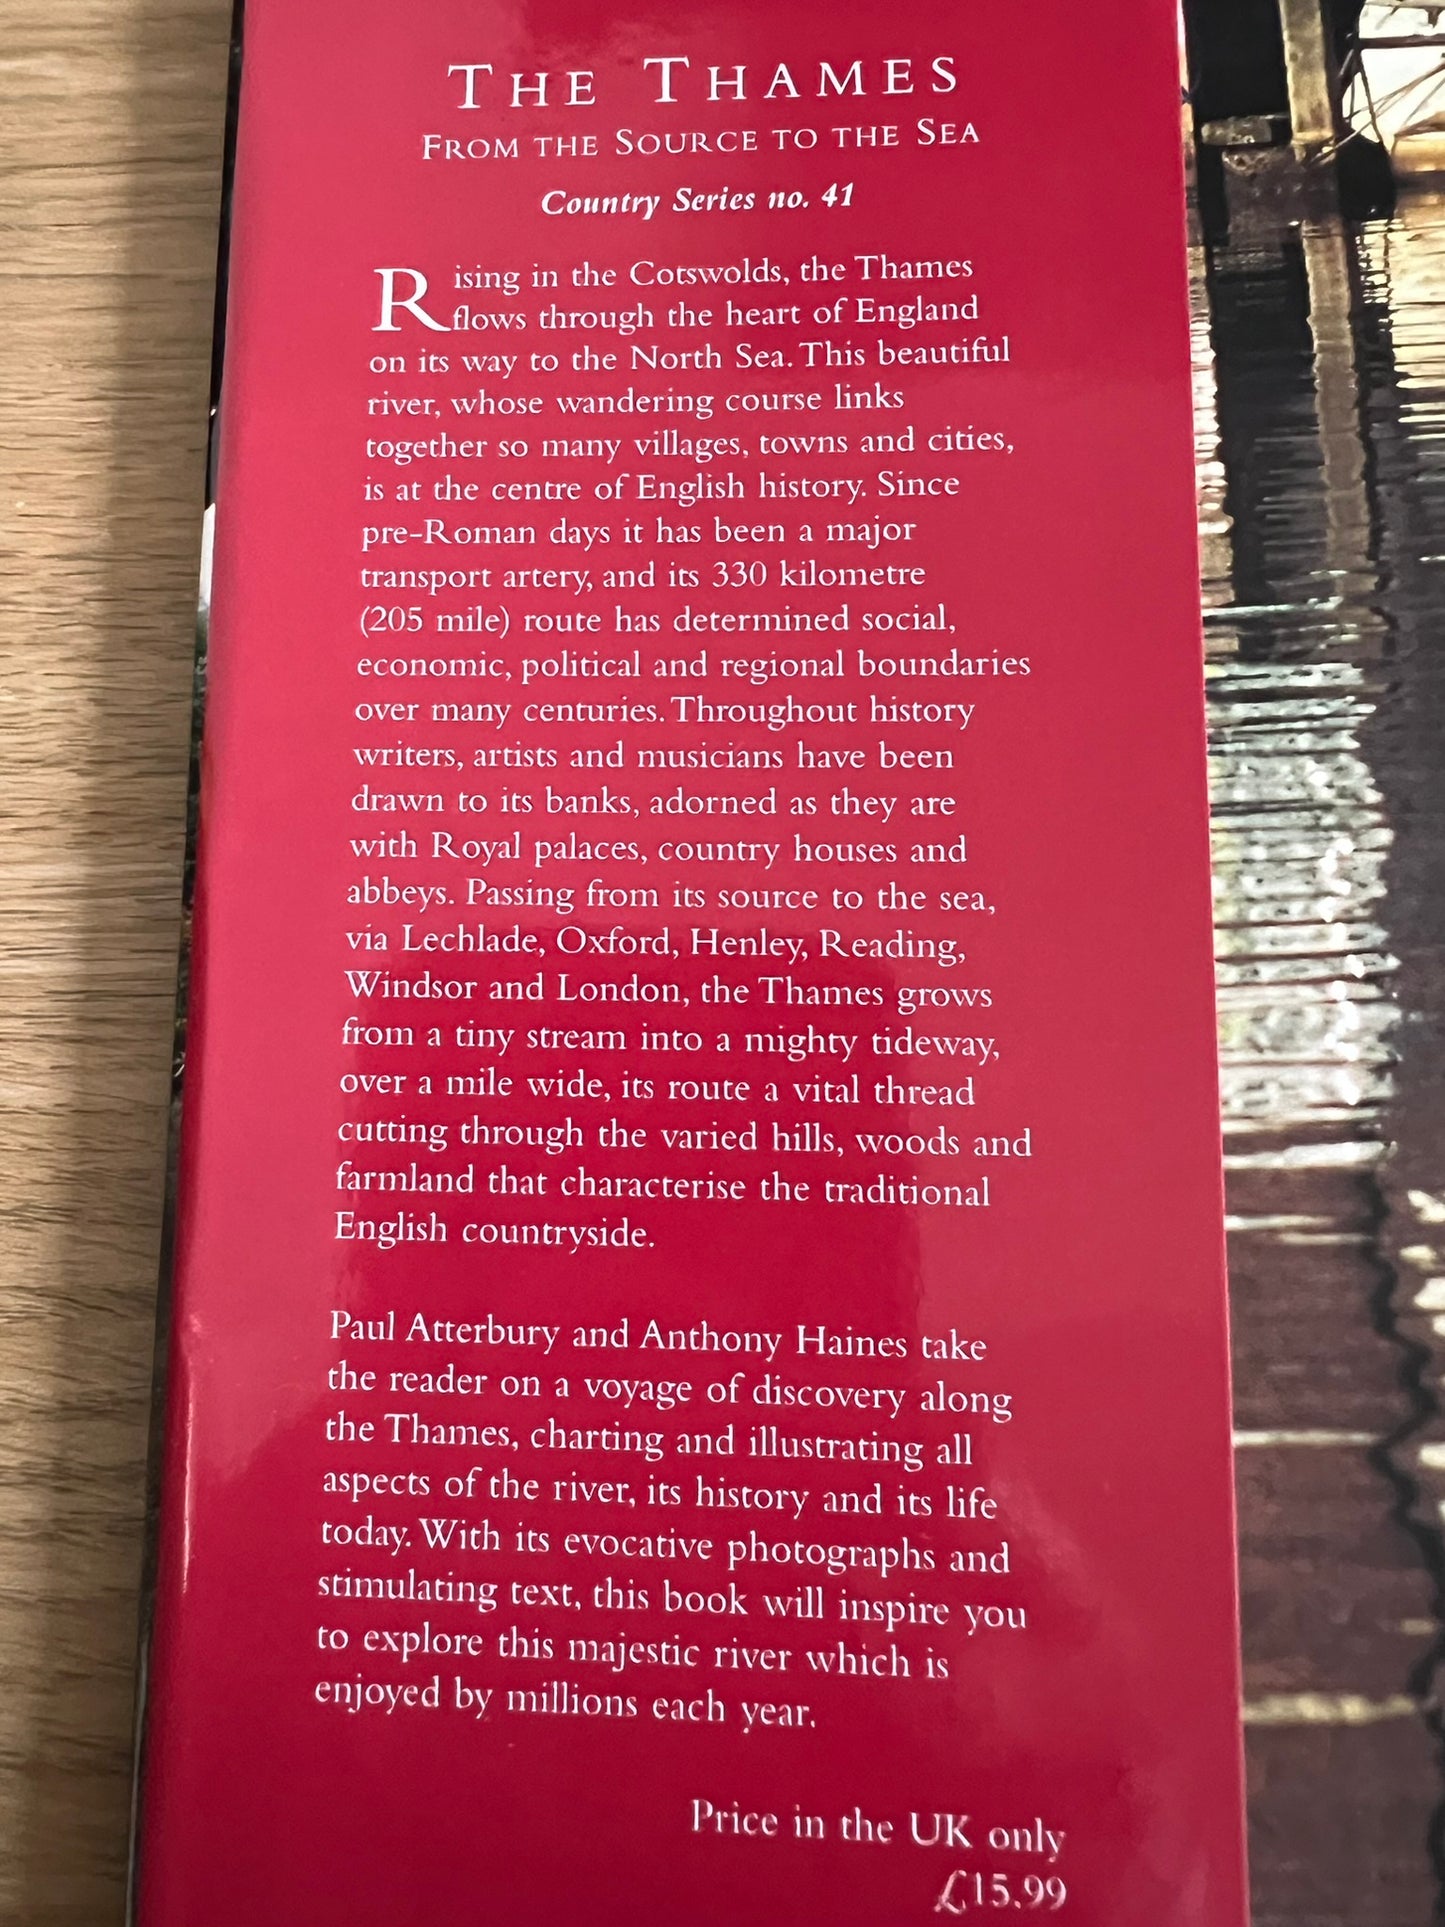 THE THAMES
FROM THE SOURCE TO THE SEA
Country Series no. 41
Rising in the Cotswolds, the Thames
flows through the heart of England
on its way to the North Sea. This beautiful
river, whose wandering course links
together so many villages, towns and cities,
is at the centre of English history. Since
pre-Roman days it has been a major
transport artery, and its 330 kilometre
(205 mile) route has determined social,
economic, political and regional boundaries
over many centuries. Throughout history
writers, artists and musicians have been
drawn to its banks, adorned as they are
with Royal palaces, country houses and
abbeys. Passing from its source to the sea,
via Lechlade, Oxford, Henley, Reading,
Windsor and London, the Thames grows
from a tiny stream into a mighty tideway,
over a mile wide, its route a vital thread
cutting through the varied hills, woods and
farmland that characterise the traditional
English countryside.
Paul Atterbury and Anthony Haines take
the reader on a voyage of discovery along
the Thames, charting and illustrating all
aspects of the river, its history and its life
today. With its evocative photographs and
stimulating text, this book will inspire you
to explore this majestic river which is
enjoyed by millions each year.
Price in the UK only
£15.99